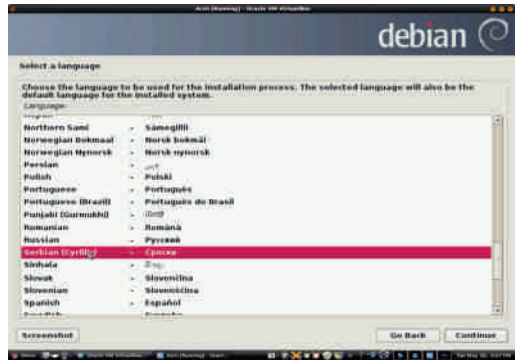 debian
Select a language
Choose the language to be used for the installation process. The selected language will also be the
default language for the installed system.
Language:
Northern Sami - Sámegillii
Norwegian Bokmaal - Norsk bokmål
Norwegian Nynorsk - Norsk nynorsk
Persian -
Polish - Polski
Portuguese - Português
Portuguese (Brazil) - Português do Brasil
Punjabi (Gurmukhi) -
Romanian - Română
Russian - Русский
Serbian (Cyrillic) - Српски
Sinhala -
Slovak - Slovenčina
Slovenian - Slovenščina
Spanish - Español
Screenshot
Go Back
Continue